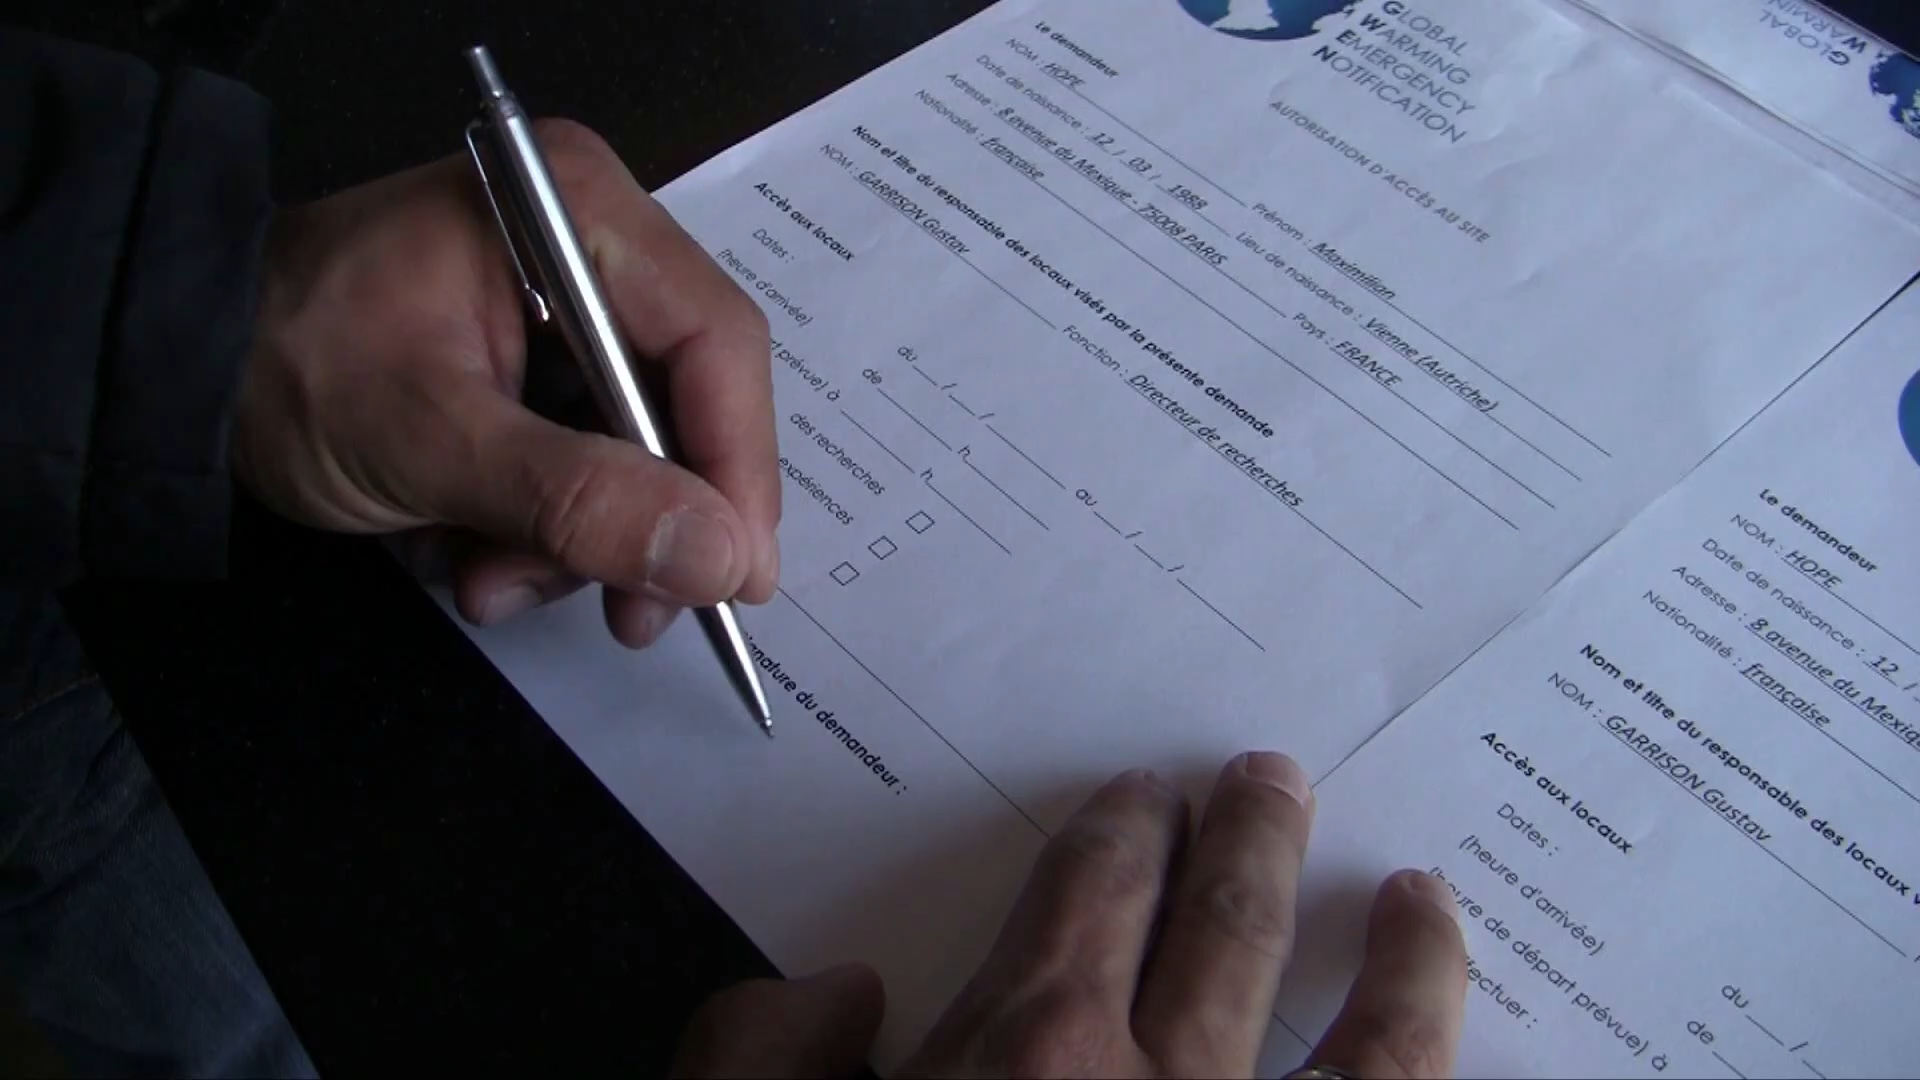 GLOBAL
WARMING
EMERGENCY
NOTIFICATION
AUTORISATION D'ACCÈS AU SITE
Le demandeur
NOM : HOPE Prénom : Maximilian
Date de naissance : 12 / 03 / 1988 Lieu de naissance : Vienne (Autriche)
Adresse : 8 avenue du Mexique - 75008 PARIS Pays : FRANCE
Nationalité : française
Nom et titre du responsable des locaux visés par la présente demande
NOM : GARRISON Gustav Fonction : Directeur de recherches
Accès aux locaux
Dates : du / / au / /
(heure d'arrivée) de h
prévue) à h
des recherches
expériences
signature du demandeur :
GLOBAL
WARMIN
Le demandeur
NOM : HOPE
Date de naissance : 12 /
Adresse : 8 avenue du Mexiq
Nationalité : française
Nom et titre du responsable des locaux v
NOM : GARRISON Gustav
Accès aux locaux
Dates : du /
(heure d'arrivée) de
(heure de départ prévue) à
ectuer :